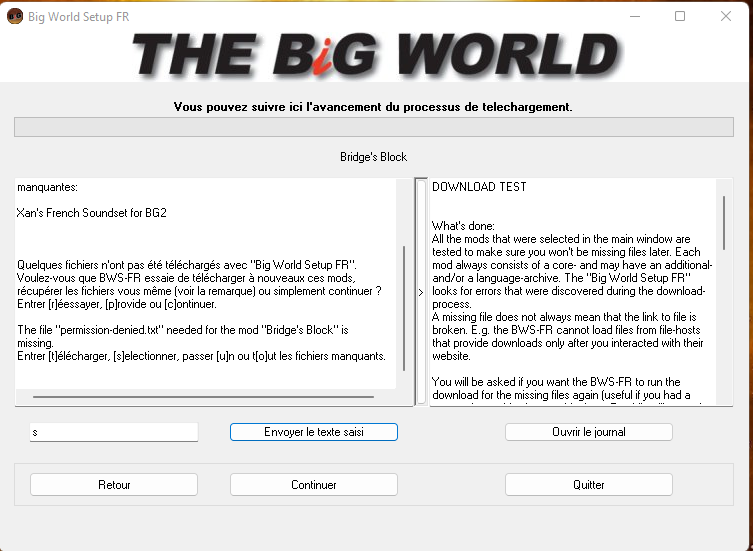 Big World Setup FR
THE BiG WORLD
Vous pouvez suivre ici l'avancement du processus de telechargement.
Bridge's Block
manquantes:
Xan's French Soundset for BG2
Quelques fichiers n'ont pas été téléchargés avec "Big World Setup FR".
Voulez-vous que BWS-FR essaie de télécharger à nouveaux ces mods,
récupérer les fichiers vous même (voir la remarque) ou simplement continuer ?
Entrer [r]éessayer, [p]rovide ou [c]ontinuer.
The file "permission-denied.txt" needed for the mod "Bridge's Block" is
missing.
Entrer [t]élécharger, [s]electionner, passer [u]n ou t[o]ut les fichiers manquants.
>
DOWNLOAD TEST
What's done:
All the mods that were selected in the main window are
tested to make sure you won't be missing files later. Each
mod always consists of a core- and may have an additional-
and/or a language-archive. The "Big World Setup FR"
looks for errors that were discovered during the download-
process.
A missing file does not always mean that the link to file is
broken. E.g. the BWS-FR cannot load files from file-hosts
that provide downloads only after you interacted with their
website.
You will be asked if you want the BWS-FR to run the
download for the missing files again (useful if you had a
s
Envoyer le texte saisi
Ouvrir le journal
Retour
Continuer
Quitter